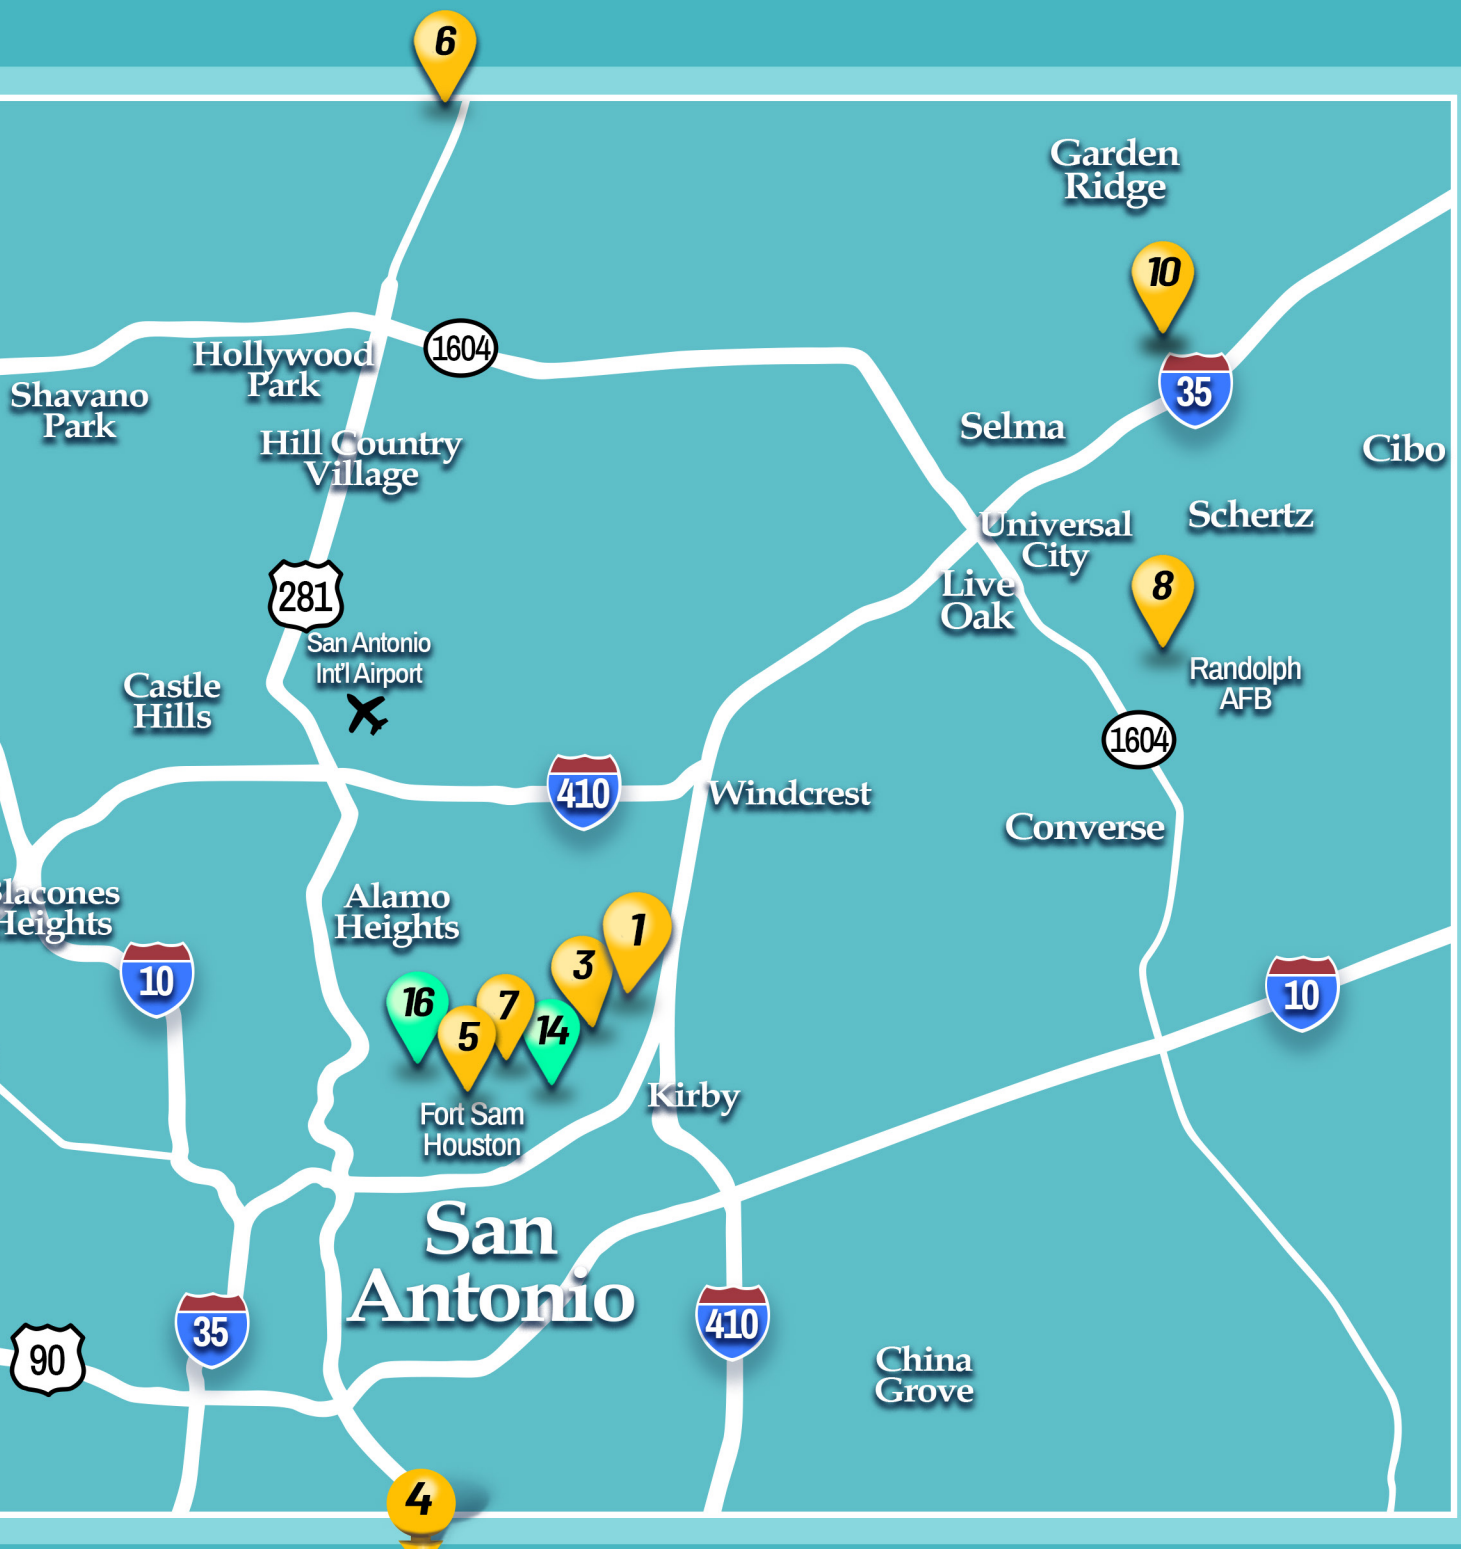 6
Garden
Ridge
10
1604
Hollywood
Park
35
Shavano
Park
Selma
Hill Country
Village
Cibo
Schertz
Universal
City
281
Live
Oak
8
San Antonio
Int'l Airport
Randolph
AFB
Castle
Hills
1604
410
Windcrest
Converse
lacones
Heights
Alamo
Heights
1
3
10
10
16
7
5
14
Kirby
Fort Sam
Houston
San
Antonio
35
410
90
China
Grove
4